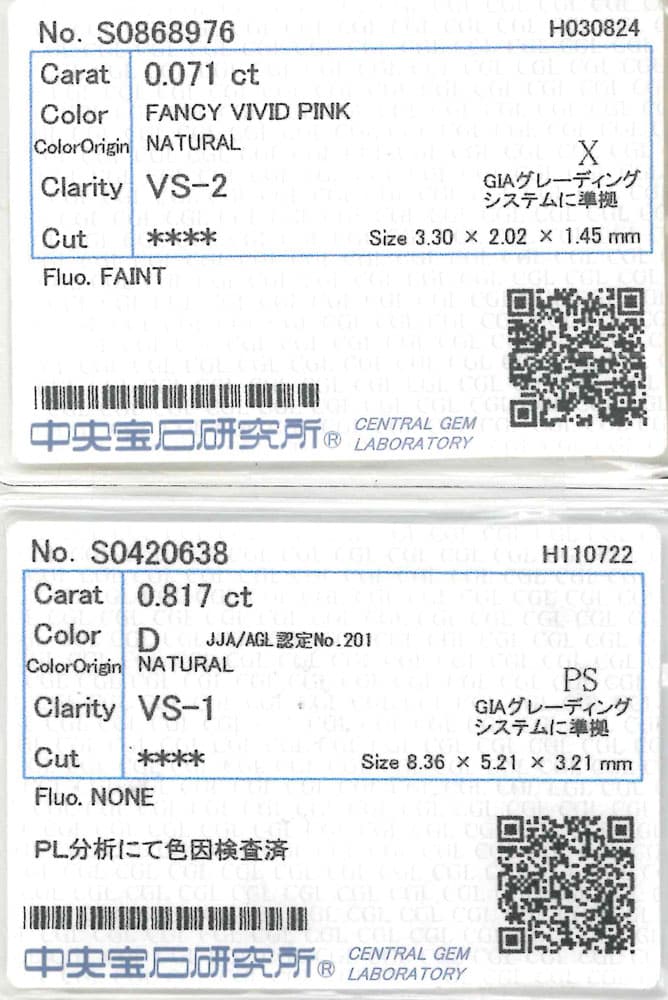 No. S0868976 H030824
Carat 0.071 ct
Color FANCY VIVID PINK
ColorOrigin NATURAL
X
Clarity VS-2
GIAグレーディング
システムに準拠
Cut **** Size 3.30 × 2.02 × 1.45 mm
Fluo. FAINT
中央宝石研究所® CENTRAL GEM
LABORATORY
No. S0420638 H110722
Carat 0.817 ct
Color D JJA/AGL認定No.201
ColorOrigin NATURAL
PS
Clarity VS-1
GIAグレーディング
システムに準拠
Cut **** Size 8.36 × 5.21 × 3.21 mm
Fluo. NONE
PL分析にて色因検査済
中央宝石研究所® CENTRAL GEM
LABORATORY